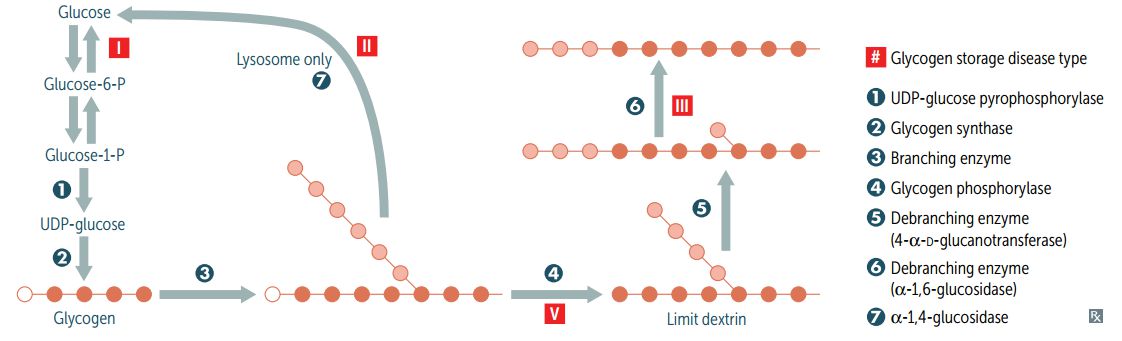 Glucose
I
II
Lysosome only
7
Glucose-6-P
Glucose-1-P
1
UDP-glucose
2
Glycogen
3
4
V
6
III
5
Limit dextrin
# Glycogen storage disease type
1 UDP-glucose pyrophosphorylase
2 Glycogen synthase
3 Branching enzyme
4 Glycogen phosphorylase
5 Debranching enzyme
(4-α-D-glucanotransferase)
6 Debranching enzyme
(α-1,6-glucosidase)
7 α-1,4-glucosidase
℞